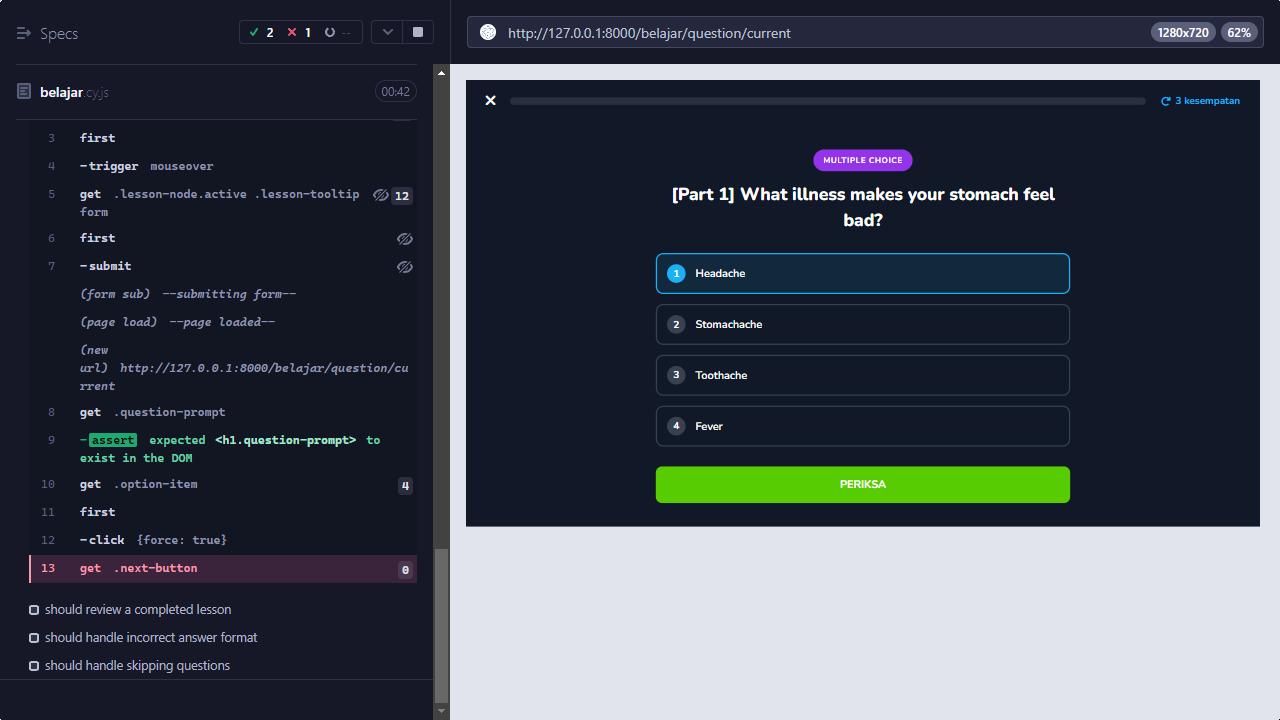 Specs
2 1 --
http://127.0.0.1:8000/belajar/question/current
1280x720 62%
belajar.cy.js
00:42
3 first
4 -trigger mouseover
5 get .lesson-node.active .lesson-tooltip 12
form
6 first
7 -submit
(form sub) --submitting form--
(page load) --page loaded--
(new
url) http://127.0.0.1:8000/belajar/question/cu
rrent
8 get .question-prompt
9 -assert expected <h1.question-prompt> to
exist in the DOM
10 get .option-item 4
11 first
12 -click {force: true}
13 get .next-button 0
should review a completed lesson
should handle incorrect answer format
should handle skipping questions
3 kesempatan
MULTIPLE CHOICE
[Part 1] What illness makes your stomach feel
bad?
1 Headache
2 Stomachache
3 Toothache
4 Fever
PERIKSA